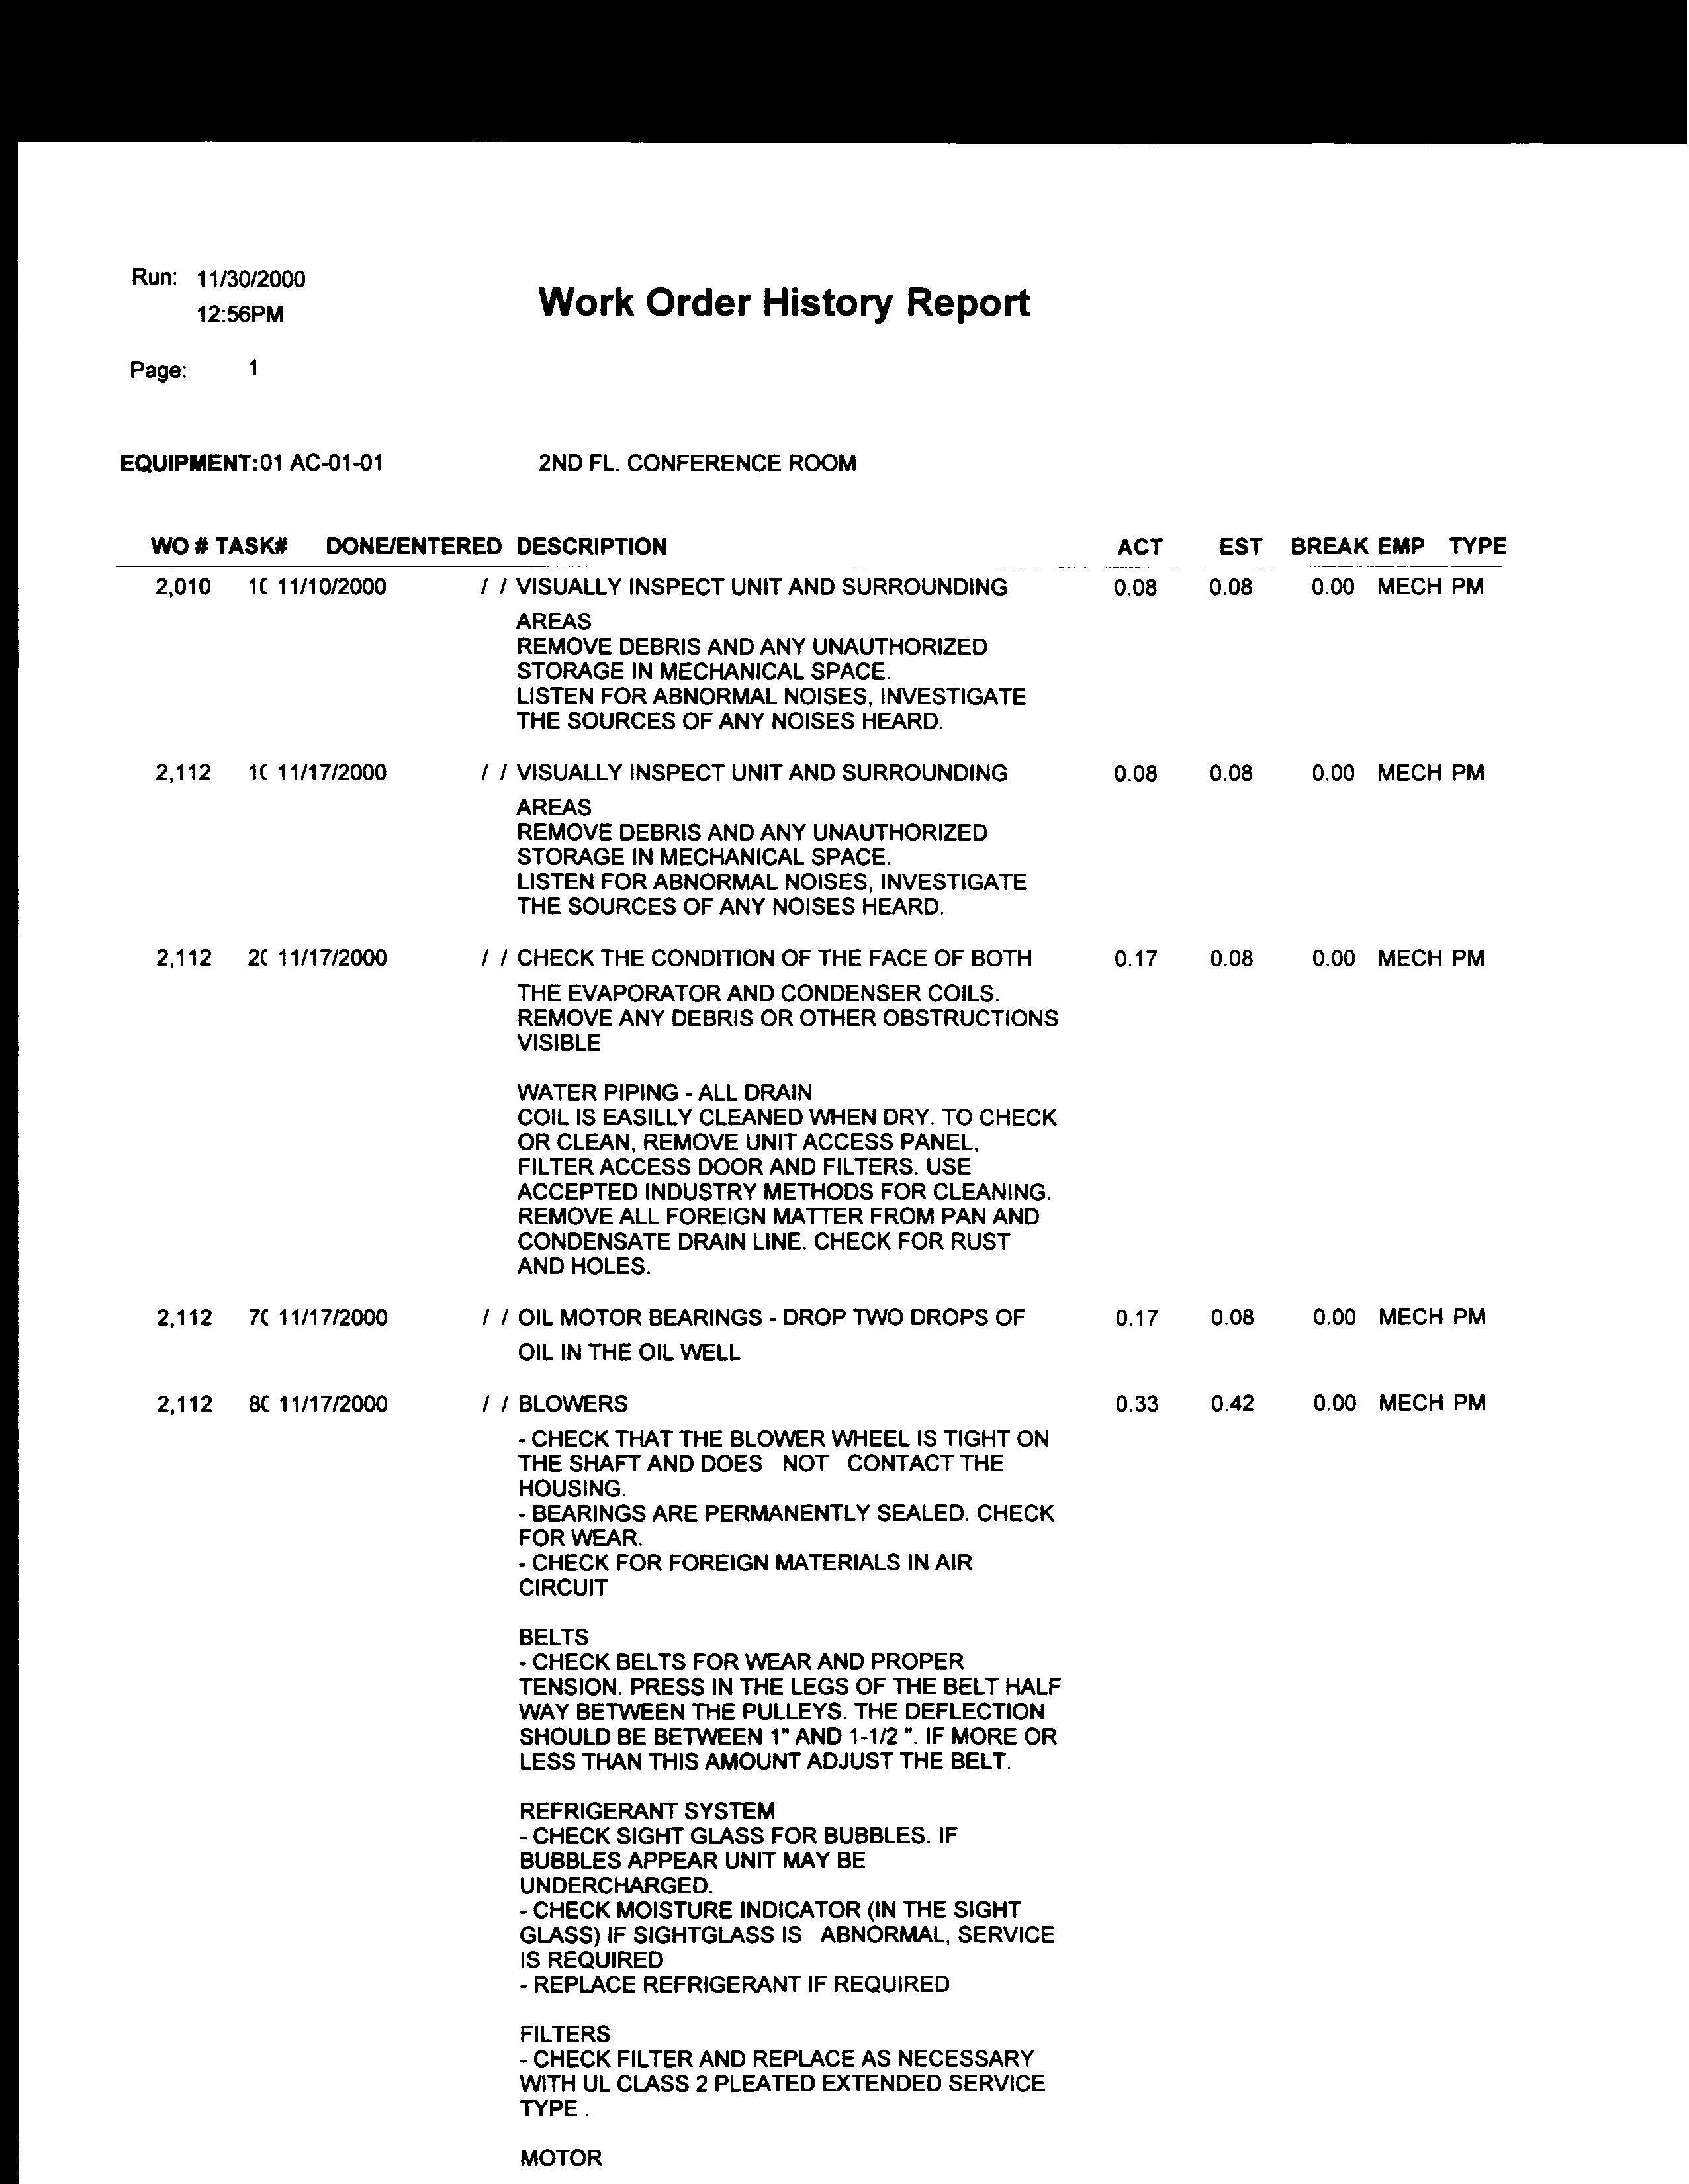 Run: 11/30/2000
12:56PM
Work Order History Report
Page: 1
EQUIPMENT:01 AC-01-01 2ND FL. CONFERENCE ROOM
WO # TASK# DONE/ENTERED DESCRIPTION ACT EST BREAK EMP TYPE
2,010 1( 11/10/2000 / / VISUALLY INSPECT UNIT AND SURROUNDING 0.08 0.08 0.00 MECH PM
AREAS
REMOVE DEBRIS AND ANY UNAUTHORIZED
STORAGE IN MECHANICAL SPACE.
LISTEN FOR ABNORMAL NOISES, INVESTIGATE
THE SOURCES OF ANY NOISES HEARD.
2,112 1( 11/17/2000 / / VISUALLY INSPECT UNIT AND SURROUNDING 0.08 0.08 0.00 MECH PM
AREAS
REMOVE DEBRIS AND ANY UNAUTHORIZED
STORAGE IN MECHANICAL SPACE.
LISTEN FOR ABNORMAL NOISES, INVESTIGATE
THE SOURCES OF ANY NOISES HEARD.
2,112 2( 11/17/2000 / / CHECK THE CONDITION OF THE FACE OF BOTH 0.17 0.08 0.00 MECH PM
THE EVAPORATOR AND CONDENSER COILS.
REMOVE ANY DEBRIS OR OTHER OBSTRUCTIONS
VISIBLE
WATER PIPING - ALL DRAIN
COIL IS EASILLY CLEANED WHEN DRY. TO CHECK
OR CLEAN, REMOVE UNIT ACCESS PANEL,
FILTER ACCESS DOOR AND FILTERS. USE
ACCEPTED INDUSTRY METHODS FOR CLEANING.
REMOVE ALL FOREIGN MATTER FROM PAN AND
CONDENSATE DRAIN LINE. CHECK FOR RUST
AND HOLES.
2,112 7( 11/17/2000 / / OIL MOTOR BEARINGS - DROP TWO DROPS OF 0.17 0.08 0.00 MECH PM
OIL IN THE OIL WELL
2,112 8( 11/17/2000 / / BLOWERS 0.33 0.42 0.00 MECH PM
- CHECK THAT THE BLOWER WHEEL IS TIGHT ON
THE SHAFT AND DOES NOT CONTACT THE
HOUSING.
- BEARINGS ARE PERMANENTLY SEALED. CHECK
FOR WEAR.
- CHECK FOR FOREIGN MATERIALS IN AIR
CIRCUIT
BELTS
- CHECK BELTS FOR WEAR AND PROPER
TENSION. PRESS IN THE LEGS OF THE BELT HALF
WAY BETWEEN THE PULLEYS. THE DEFLECTION
SHOULD BE BETWEEN 1" AND 1-1/2 ". IF MORE OR
LESS THAN THIS AMOUNT ADJUST THE BELT.
REFRIGERANT SYSTEM
- CHECK SIGHT GLASS FOR BUBBLES. IF
BUBBLES APPEAR UNIT MAY BE
UNDERCHARGED.
- CHECK MOISTURE INDICATOR (IN THE SIGHT
GLASS) IF SIGHTGLASS IS ABNORMAL, SERVICE
IS REQUIRED
- REPLACE REFRIGERANT IF REQUIRED
FILTERS
- CHECK FILTER AND REPLACE AS NECESSARY
WITH UL CLASS 2 PLEATED EXTENDED SERVICE
TYPE .
MOTOR